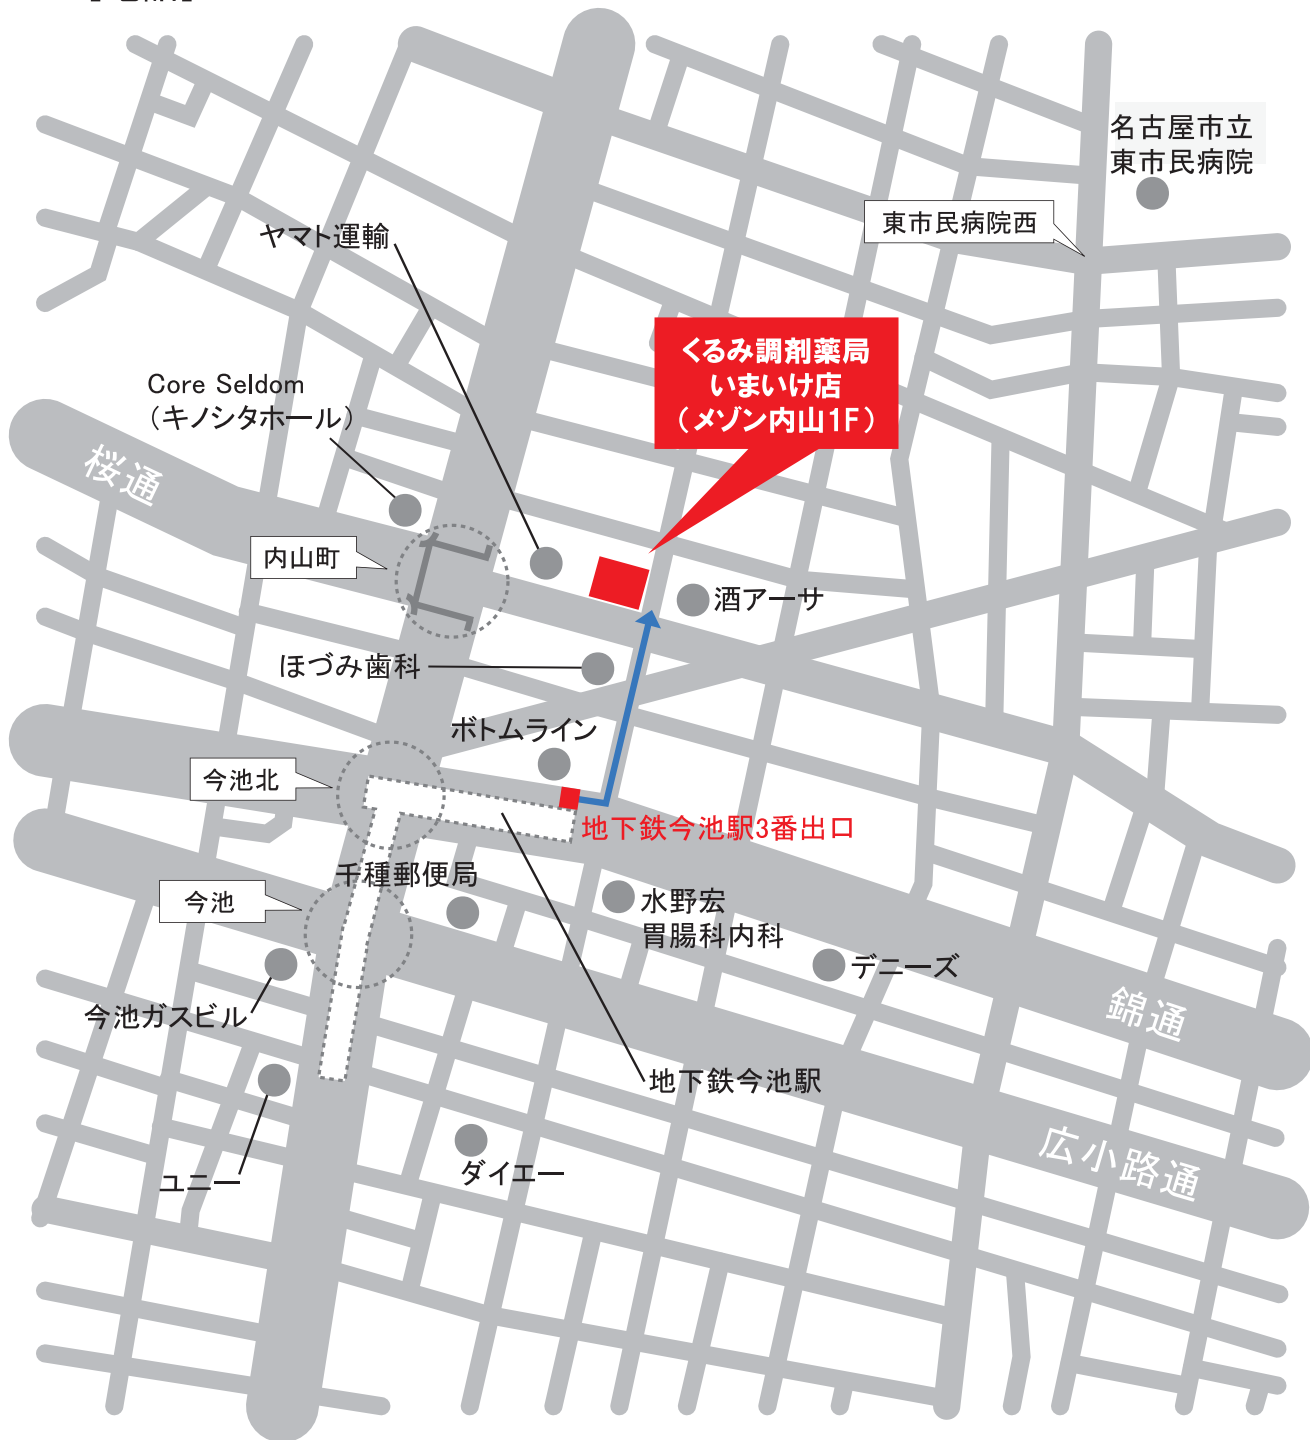 名古屋市立
東市民病院
東市民病院西
ヤマト運輸
くるみ調剤薬局
いまいけ店
（メゾン内山1F）
Core Seldom
（キノシタホール）
桜通
内山町
酒アーサ
ほづみ歯科
ボトムライン
今池北
地下鉄今池駅3番出口
千種郵便局
今池
水野宏
胃腸科内科
デニーズ
今池ガスビル
錦通
地下鉄今池駅
広小路通
ダイエー
ユニー